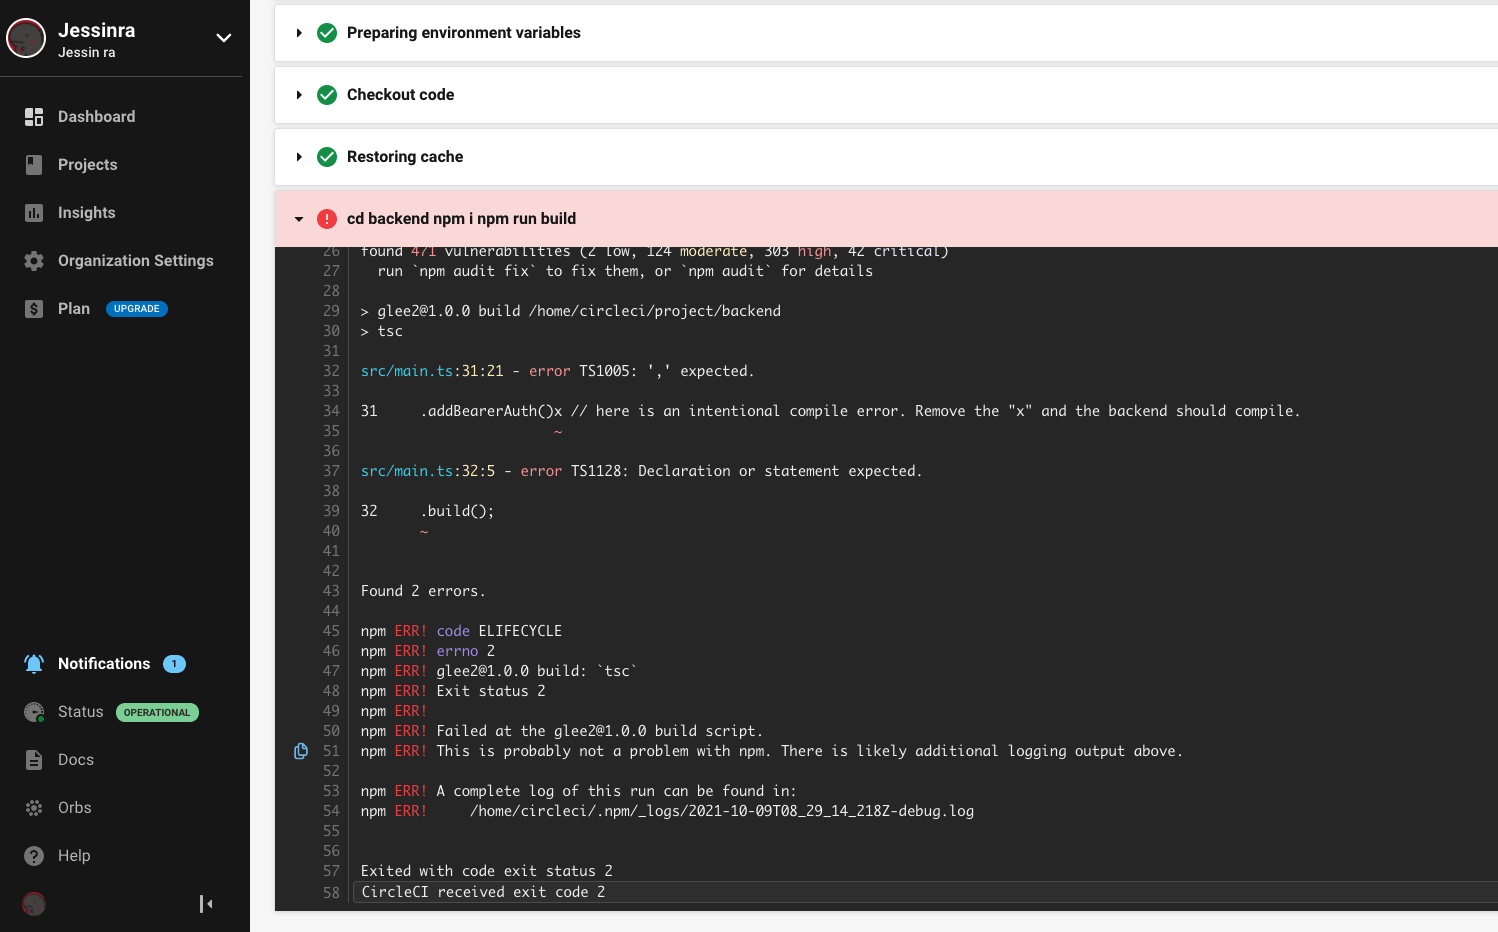 Jessinra
Jessin ra
Dashboard
Projects
Insights
Organization Settings
Plan UPGRADE
Notifications 1
Status OPERATIONAL
Docs
Orbs
Help
Preparing environment variables
Checkout code
Restoring cache
cd backend npm i npm run build
26 found 471 vulnerabilities (2 low, 124 moderate, 303 high, 42 critical)
27 run `npm audit fix` to fix them, or `npm audit` for details
28
29 > glee2@1.0.0 build /home/circleci/project/backend
30 > tsc
31
32 src/main.ts:31:21 - error TS1005: ',' expected.
33
34 31     .addBearerAuth()x // here is an intentional compile error. Remove the "x" and the backend should compile.
35 ~
36
37 src/main.ts:32:5 - error TS1128: Declaration or statement expected.
38
39 32     .build();
40 ~
41
42
43 Found 2 errors.
44
45 npm ERR! code ELIFECYCLE
46 npm ERR! errno 2
47 npm ERR! glee2@1.0.0 build: `tsc`
48 npm ERR! Exit status 2
49 npm ERR!
50 npm ERR! Failed at the glee2@1.0.0 build script.
51 npm ERR! This is probably not a problem with npm. There is likely additional logging output above.
52
53 npm ERR! A complete log of this run can be found in:
54 npm ERR!     /home/circleci/.npm/_logs/2021-10-09T08_29_14_218Z-debug.log
55
56
57 Exited with code exit status 2
58 CircleCI received exit code 2